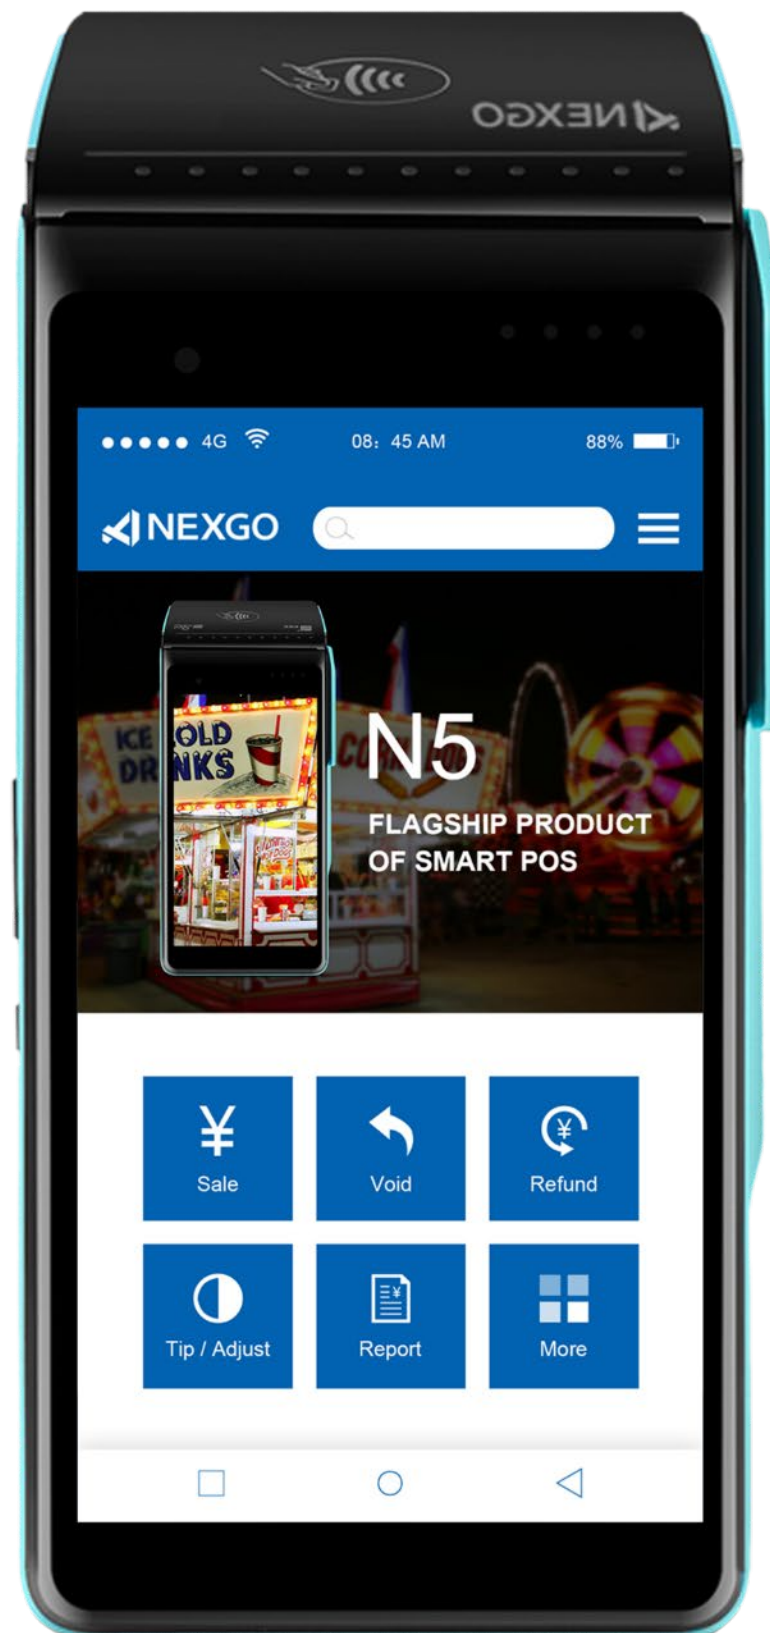 NEXGO
4G
08: 45 AM
88%
NEXGO
ICE COLD
DRINKS
N5
FLAGSHIP PRODUCT
OF SMART POS
¥
Sale
Void
¥
Refund
Tip / Adjust
¥
Report
More